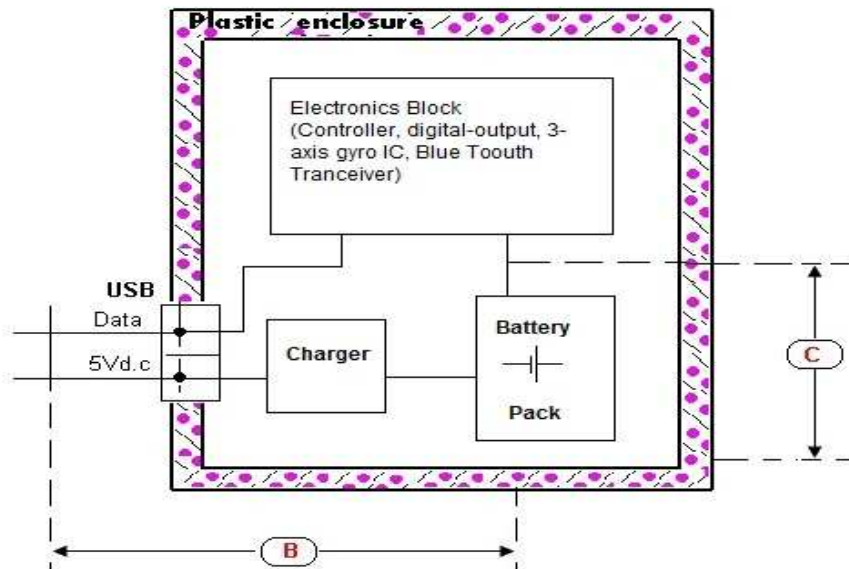 Plastic enclosure
Electronics Block
(Controller, digital-output, 3-
axis gyro IC, Blue Toouth
Tranceiver)
USB
Data
5Vd.c
Charger
Battery
Pack
C
B